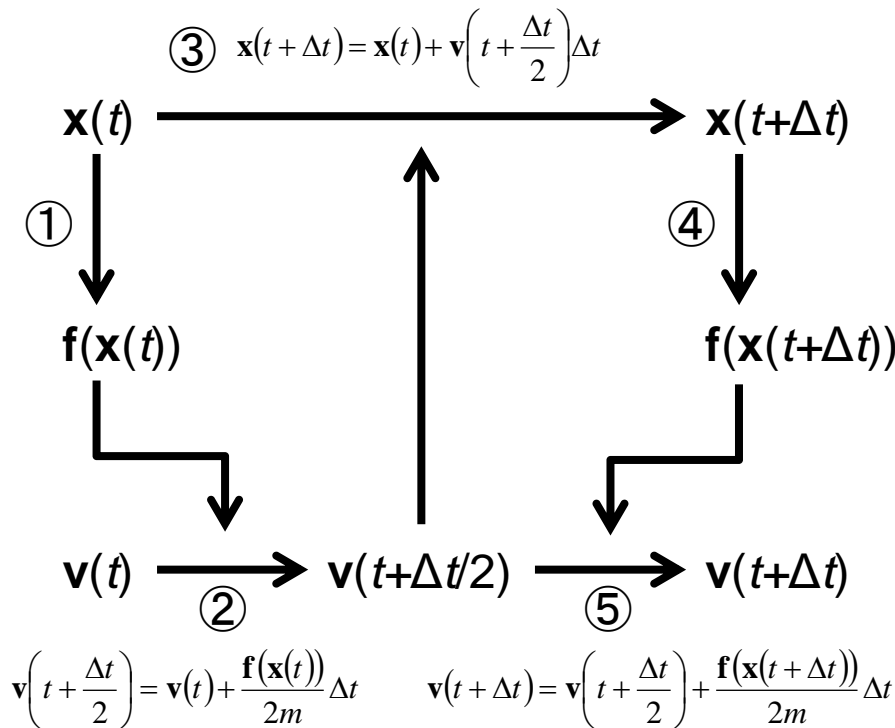 ③ x(t + Δt) = x(t) + v(t + Δt/2)Δt
x(t) x(t+Δt)
① ④
f(x(t)) f(x(t+Δt))
v(t) v(t+Δt/2) v(t+Δt)
② ⑤
v(t + Δt/2) = v(t) + f(x(t))/2m Δt v(t + Δt) = v(t + Δt/2) + f(x(t + Δt))/2m Δt